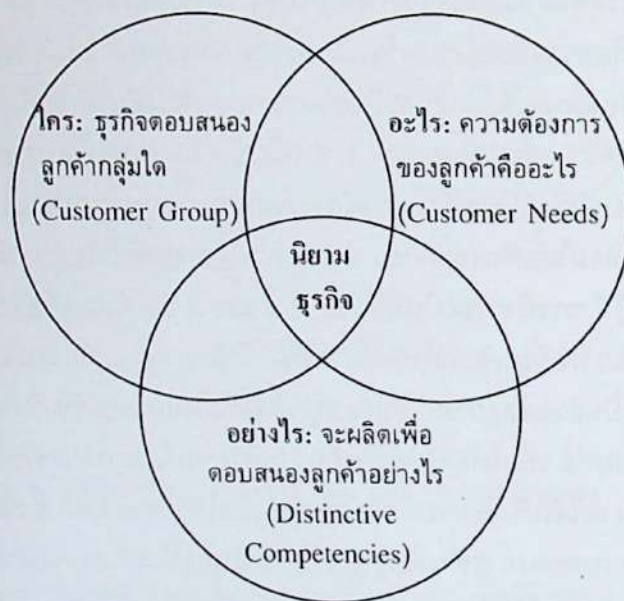 ใคร: ธุรกิจตอบสนอง
ลูกค้ากลุ่มใด
(Customer Group)
อะไร: ความต้องการ
ของลูกค้าคืออะไร
(Customer Needs)
นิยาม
ธุรกิจ
อย่างไร: จะผลิตเพื่อ
ตอบสนองลูกค้าอย่างไร
(Distinctive
Competencies)